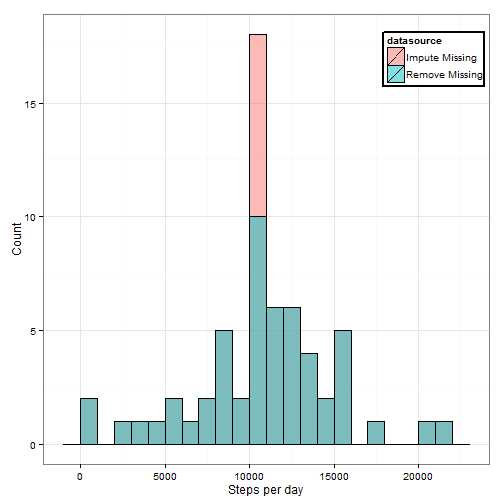 datasource
Impute Missing
Remove Missing
15
10
5
0
Count
0 5000 10000 15000 20000
Steps per day